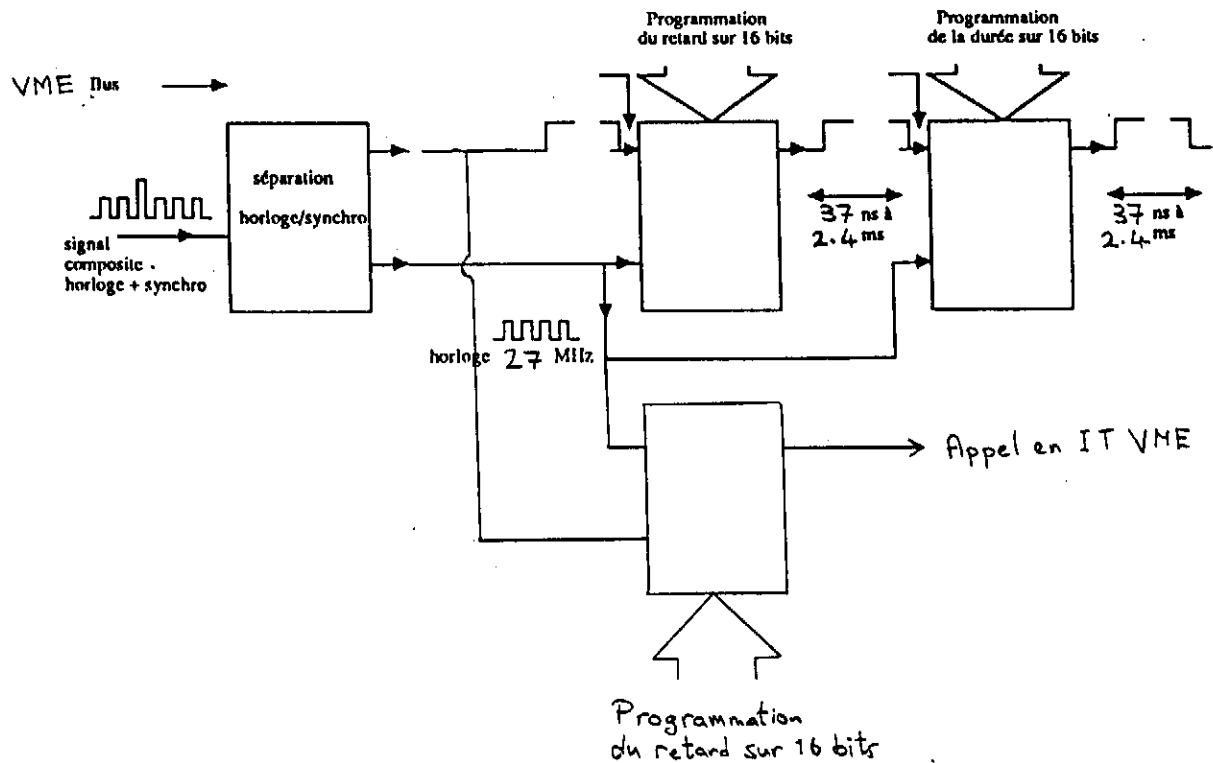 Programmation
du retard sur 16 bits
Programmation
de la durée sur 16 bits
VME Bus
séparation
horloge/synchro
signal
composite
horloge + synchro
37 ns à
2.4 ms
37 ns à
2.4 ms
horloge 27 MHz
Appel en IT VME
Programmation
du retard sur 16 bits